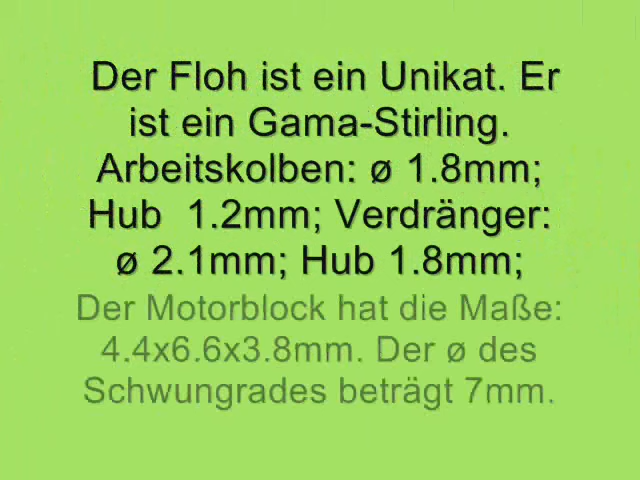 Der Floh ist ein Unikat. Er
ist ein Gama-Stirling.
Arbeitskolben: ø 1.8mm;
Hub  1.2mm; Verdränger:
ø 2.1mm; Hub 1.8mm;
Der Motorblock hat die Maße:
4.4x6.6x3.8mm. Der ø des
Schwungrades beträgt 7mm.